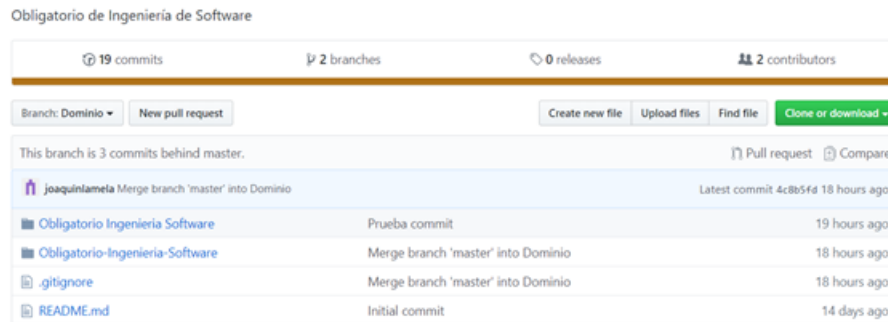 Obligatorio de Ingeniería de Software
19 commits 2 branches 0 releases 2 contributors
Branch: Dominio New pull request Create new file Upload files Find file Clone or download
This branch is 3 commits behind master. Pull request Compare
joaquinlamela Merge branch 'master' into Dominio Latest commit 4c8b5fd 18 hours ago
Obligatorio Ingenieria Software Prueba commit 19 hours ago
Obligatorio-Ingenieria-Software Merge branch 'master' into Dominio 18 hours ago
.gitignore Merge branch 'master' into Dominio 18 hours ago
README.md Initial commit 14 days ago